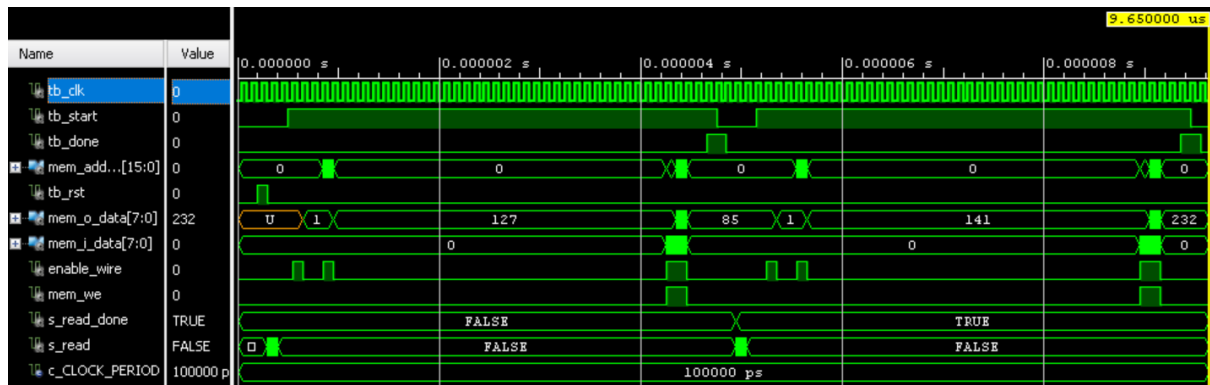 9.650000 us
Name Value
0.000000 s 0.000002 s 0.000004 s 0.000006 s 0.000008 s
tb_clk 0
tb_start 0
tb_done 0
mem_add...[15:0] 0 0 0 0 0 0
tb_rst 0
mem_o_data[7:0] 232 U 1 127 85 1 141 232
mem_i_data[7:0] 0 0 0 0
enable_wire 0
mem_we 0
s_read_done TRUE FALSE TRUE
s_read FALSE FALSE FALSE
c_CLOCK_PERIOD 100000 p 100000 ps